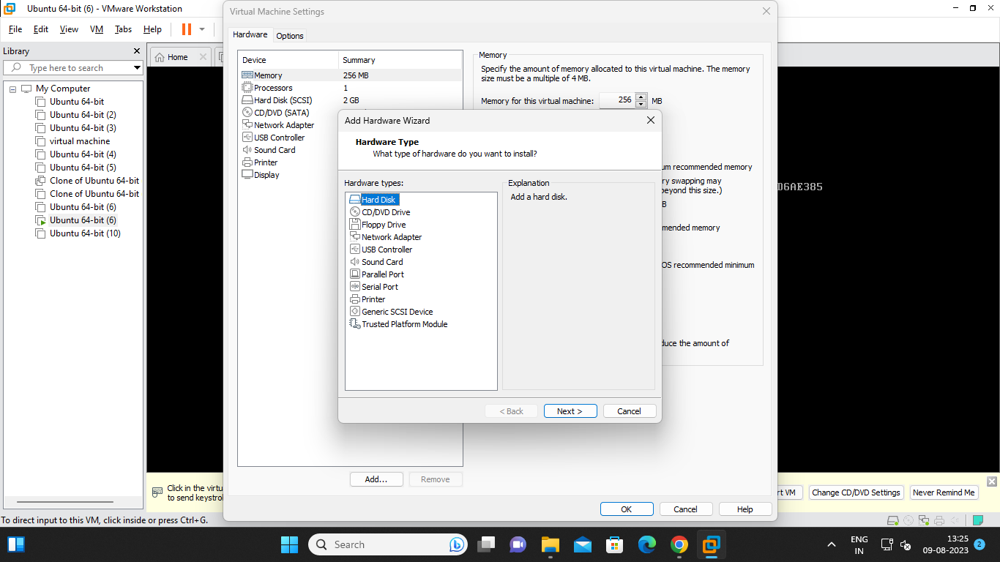 Ubuntu 64-bit (6) - VMware Workstation
File Edit View VM Tabs Help
Library
Type here to search
My Computer
Ubuntu 64-bit
Ubuntu 64-bit (2)
Ubuntu 64-bit (3)
virtual machine
Ubuntu 64-bit (4)
Ubuntu 64-bit (5)
Clone of Ubuntu 64-bit
Clone of Ubuntu 64-bit
Ubuntu 64-bit (6)
Ubuntu 64-bit (6)
Ubuntu 64-bit (10)
Home
Virtual Machine Settings
Hardware Options
Device Summary
Memory 256 MB
Processors 1
Hard Disk (SCSI) 2 GB
CD/DVD (SATA)
Network Adapter
USB Controller
Sound Card
Printer
Display
Memory
Specify the amount of memory allocated to this virtual machine. The memory
size must be a multiple of 4 MB.
Memory for this virtual machine: 256 MB
um recommended memory
ry swapping may
beyond this size.)
B
mended memory
OS recommended minimum
duce the amount of
D6AE385
Add Hardware Wizard
Hardware Type
What type of hardware do you want to install?
Hardware types:
Hard Disk
CD/DVD Drive
Floppy Drive
Network Adapter
USB Controller
Sound Card
Parallel Port
Serial Port
Printer
Generic SCSI Device
Trusted Platform Module
Explanation
Add a hard disk.
< Back Next > Cancel
Add... Remove
OK Cancel Help
Click in the virtu
to send keystrol
rt VM Change CD/DVD Settings Never Remind Me
To direct input to this VM, click inside or press Ctrl+G.
Search
ENG
IN
13:25
09-08-2023
2